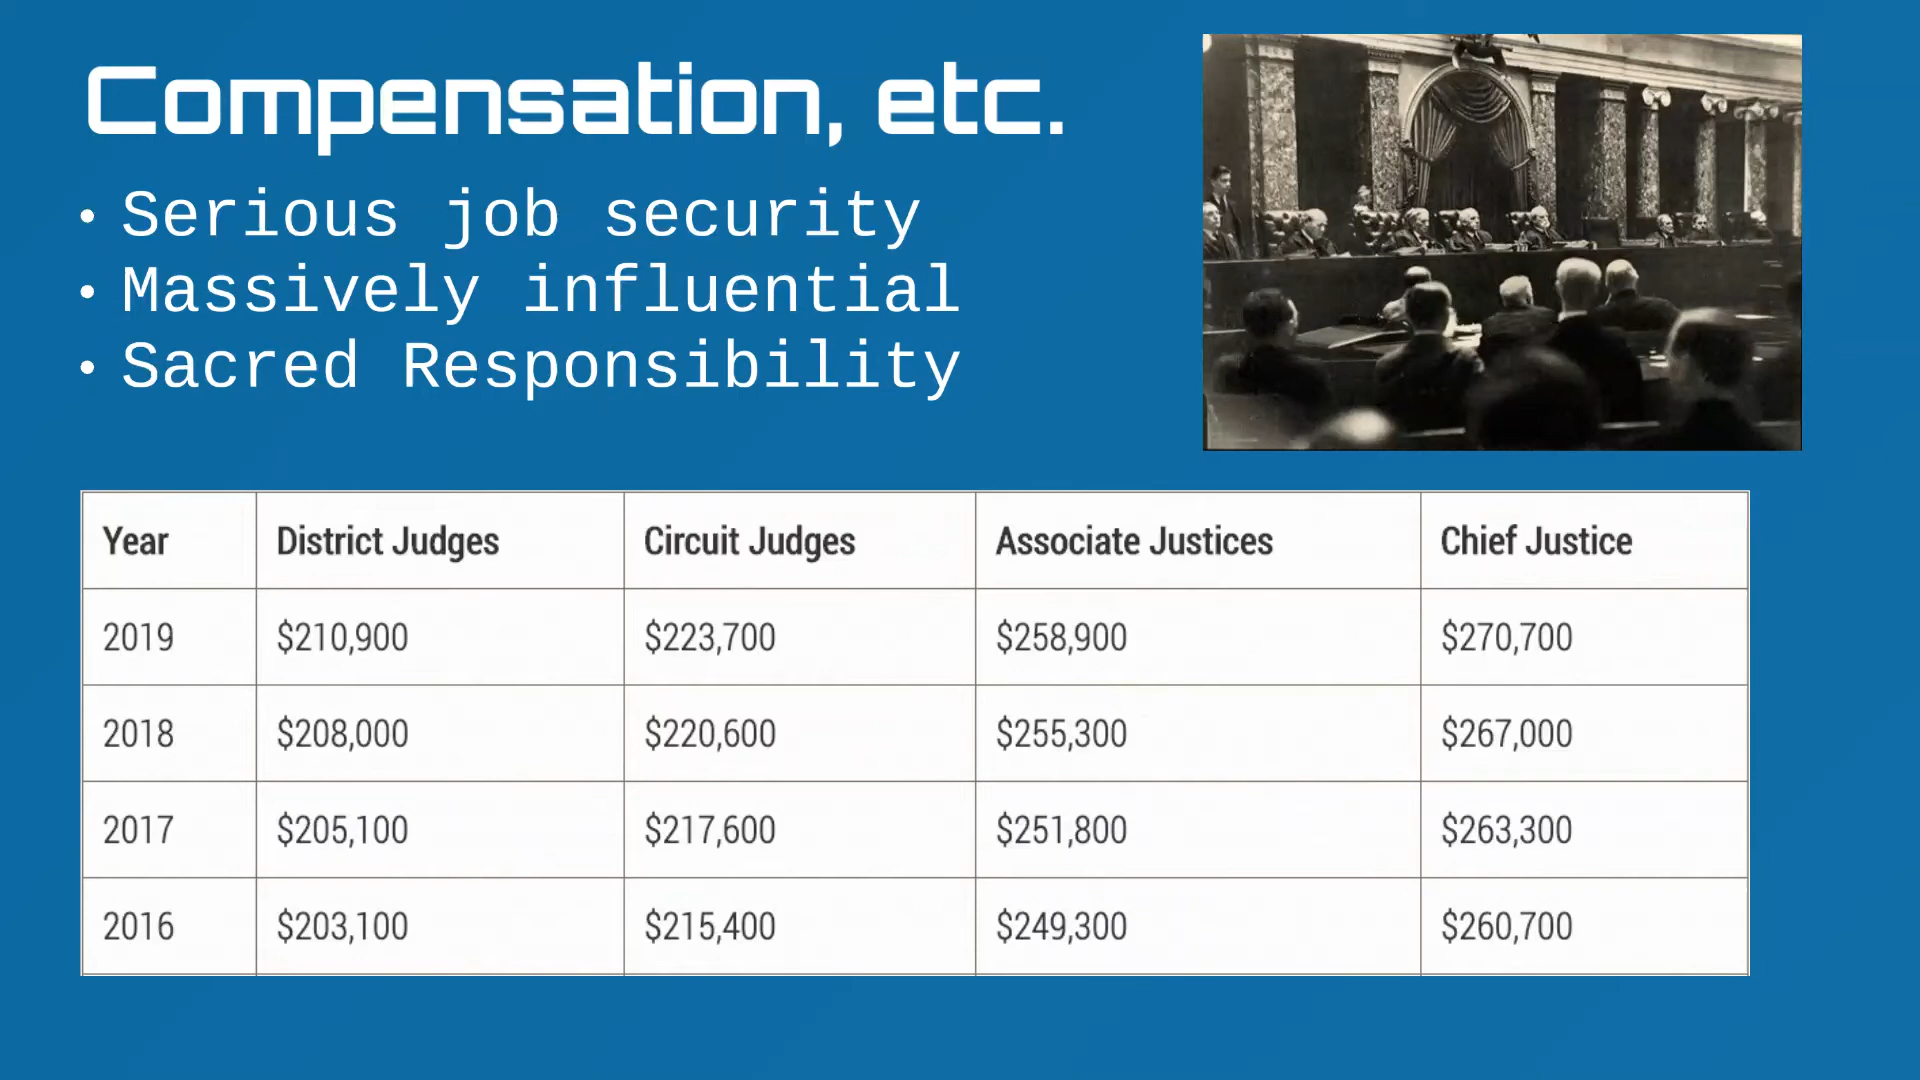 Compensation, etc.
• Serious job security
• Massively influential
• Sacred Responsibility
Year District Judges Circuit Judges Associate Justices Chief Justice
2019 $210,900 $223,700 $258,900 $270,700
2018 $208,000 $220,600 $255,300 $267,000
2017 $205,100 $217,600 $251,800 $263,300
2016 $203,100 $215,400 $249,300 $260,700